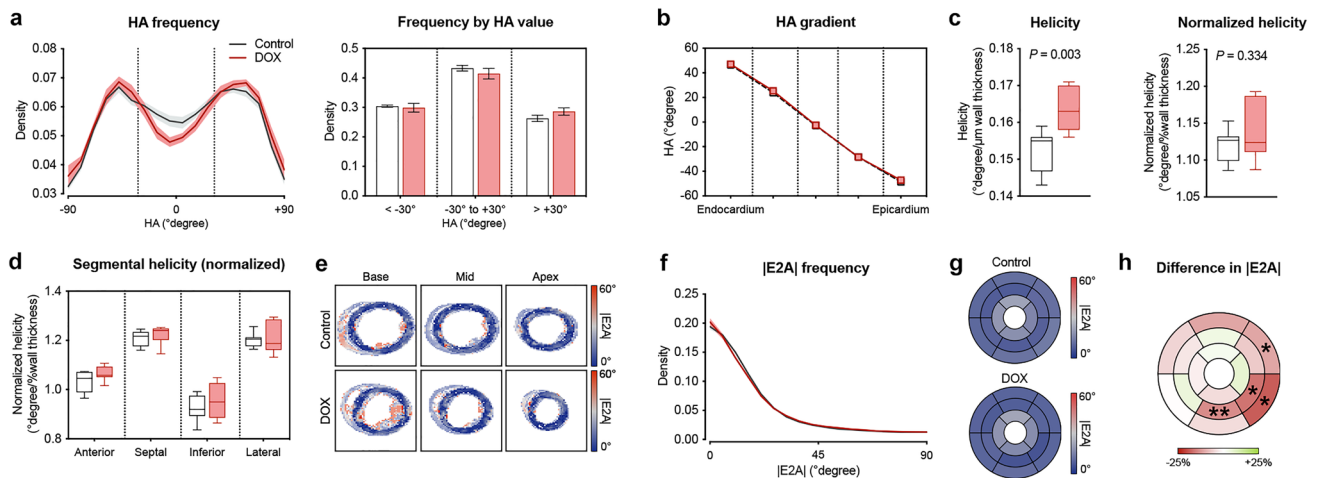 a
HA frequency
Control
DOX
0.08
0.07
0.06
0.05
0.04
0.03
Density
-90
0
+90
HA (°degree)
Frequency by HA value
0.5
0.4
0.3
0.2
0.1
0.0
Density
< -30°
-30° to +30°
> +30°
HA (°degree)
b
HA gradient
60
40
20
0
-20
-40
-60
HA (°degree)
Endocardium
Epicardium
c
Helicity
P = 0.003
0.18
0.17
0.16
0.15
0.14
Helicity
(°degree/µm wall thickness)
Normalized helicity
P = 0.334
1.25
1.20
1.15
1.10
1.05
Normalized helicity
(°degree/%wall thickness)
d
Segmental helicity (normalized)
1.4
1.2
1.0
0.8
Normalized helicity
(°degree/%wall thickness)
Anterior
Septal
Inferior
Lateral
e
Base
Mid
Apex
Control
DOX
60°
|E2A|
0°
60°
|E2A|
0°
f
|E2A| frequency
0.25
0.20
0.15
0.10
0.05
0.00
Density
0
45
90
|E2A| (°degree)
g
Control
60°
|E2A|
0°
DOX
60°
|E2A|
0°
h
Difference in |E2A|
*
*
*
**
-25%
+25%